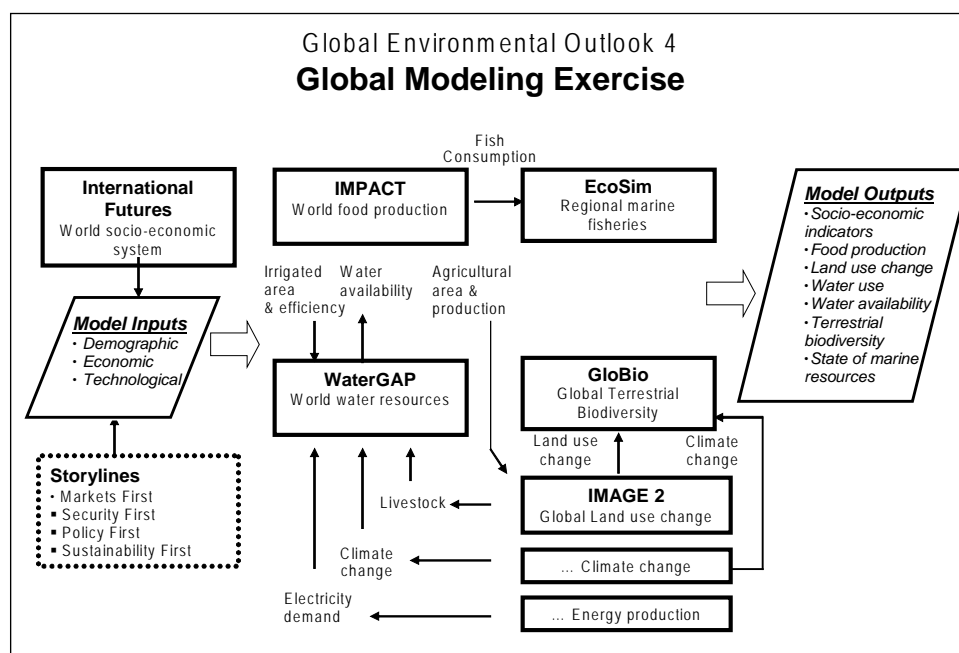 Global Environmental Outlook 4
Global Modeling Exercise
International
Futures
World socio-economic
system
Model Inputs
· Demographic
· Economic
· Technological
Storylines
· Markets First
▪ Security First
▪ Policy First
▪ Sustainability First
IMPACT
World food production
Fish
Consumption
EcoSim
Regional marine
fisheries
Irrigated
area
& efficiency
Water
availability
Agricultural
area &
production
WaterGAP
World water resources
GloBio
Global Terrestrial
Biodiversity
Land use
change
Climate
change
IMAGE 2
Global Land use change
Livestock
Climate
change
... Climate change
Electricity
demand
... Energy production
Model Outputs
· Socio-economic
indicators
· Food production
· Land use change
· Water use
· Water availability
· Terrestrial
biodiversity
· State of marine
resources